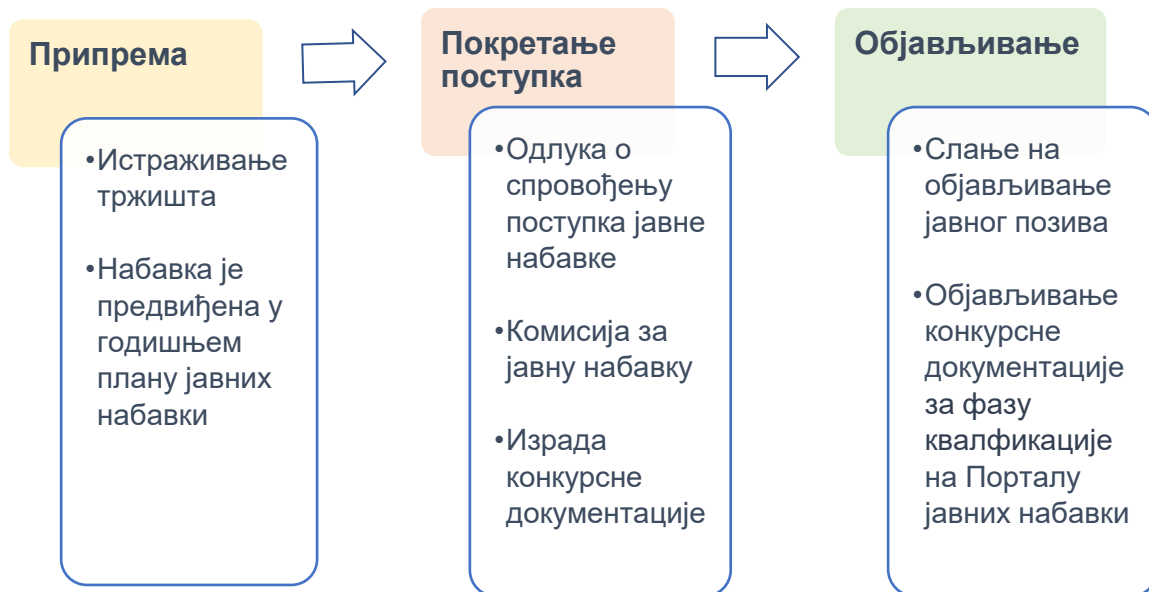 Припрема
•Истраживање
тржишта
•Набавка је
предвиђена у
годишњем
плану јавних
набавки
Покретање
поступка
•Одлука о
спровођењу
поступка јавне
набавке
•Комисија за
јавну набавку
•Израда
конкурсне
документације
Објављивање
•Слање на
објављивање
јавног позива
•Објављивање
конкурсне
документације
за фазу
квалфикације
на Порталу
јавних набавки